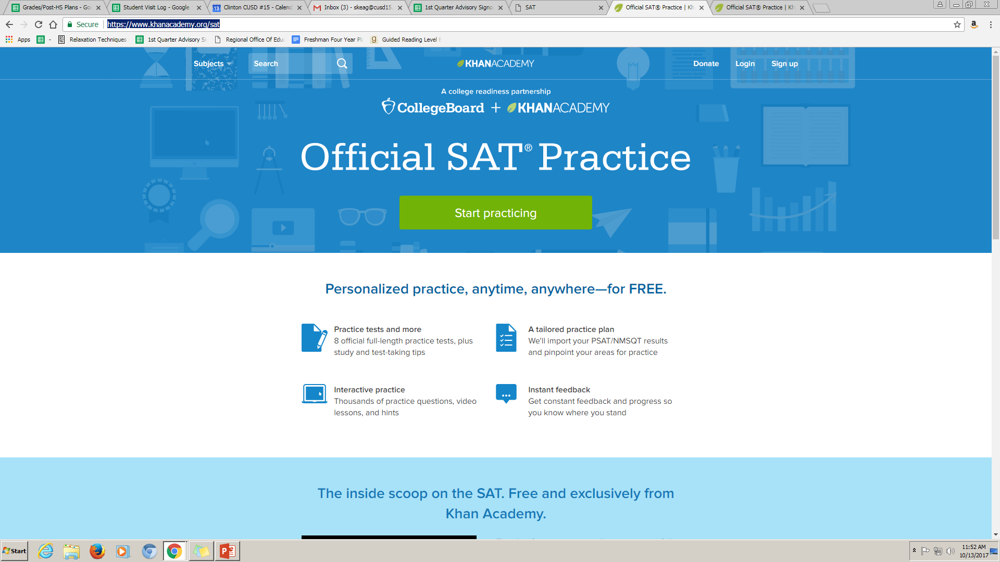 Grades/Post-HS Plans - Go
Student Visit Log - Google
13 Clinton CUSD #15 - Calend
Inbox (3) - skeag@cusd15.
1st Quarter Advisory Signo
SAT
Official SAT® Practice | Kh
Official SAT® Practice | Kh
Secure https://www.khanacademy.org/sat
Apps - Relaxation Techniques 1st Quarter Advisory Si Regional Office Of Educ Freshman Four Year Pl Guided Reading Level E
Subjects Search KHANACADEMY Donate Login Sign up
A college readiness partnership
CollegeBoard + KHANACADEMY
Official SAT® Practice
Start practicing
Personalized practice, anytime, anywhere—for FREE.
Practice tests and more
8 official full-length practice tests, plus
study and test-taking tips
A tailored practice plan
We'll import your PSAT/NMSQT results
and pinpoint your areas for practice
Interactive practice
Thousands of practice questions, video
lessons, and hints
Instant feedback
Get constant feedback and progress so
you know where you stand
The inside scoop on the SAT. Free and exclusively from
Khan Academy.
Start
11:52 AM
10/13/2017